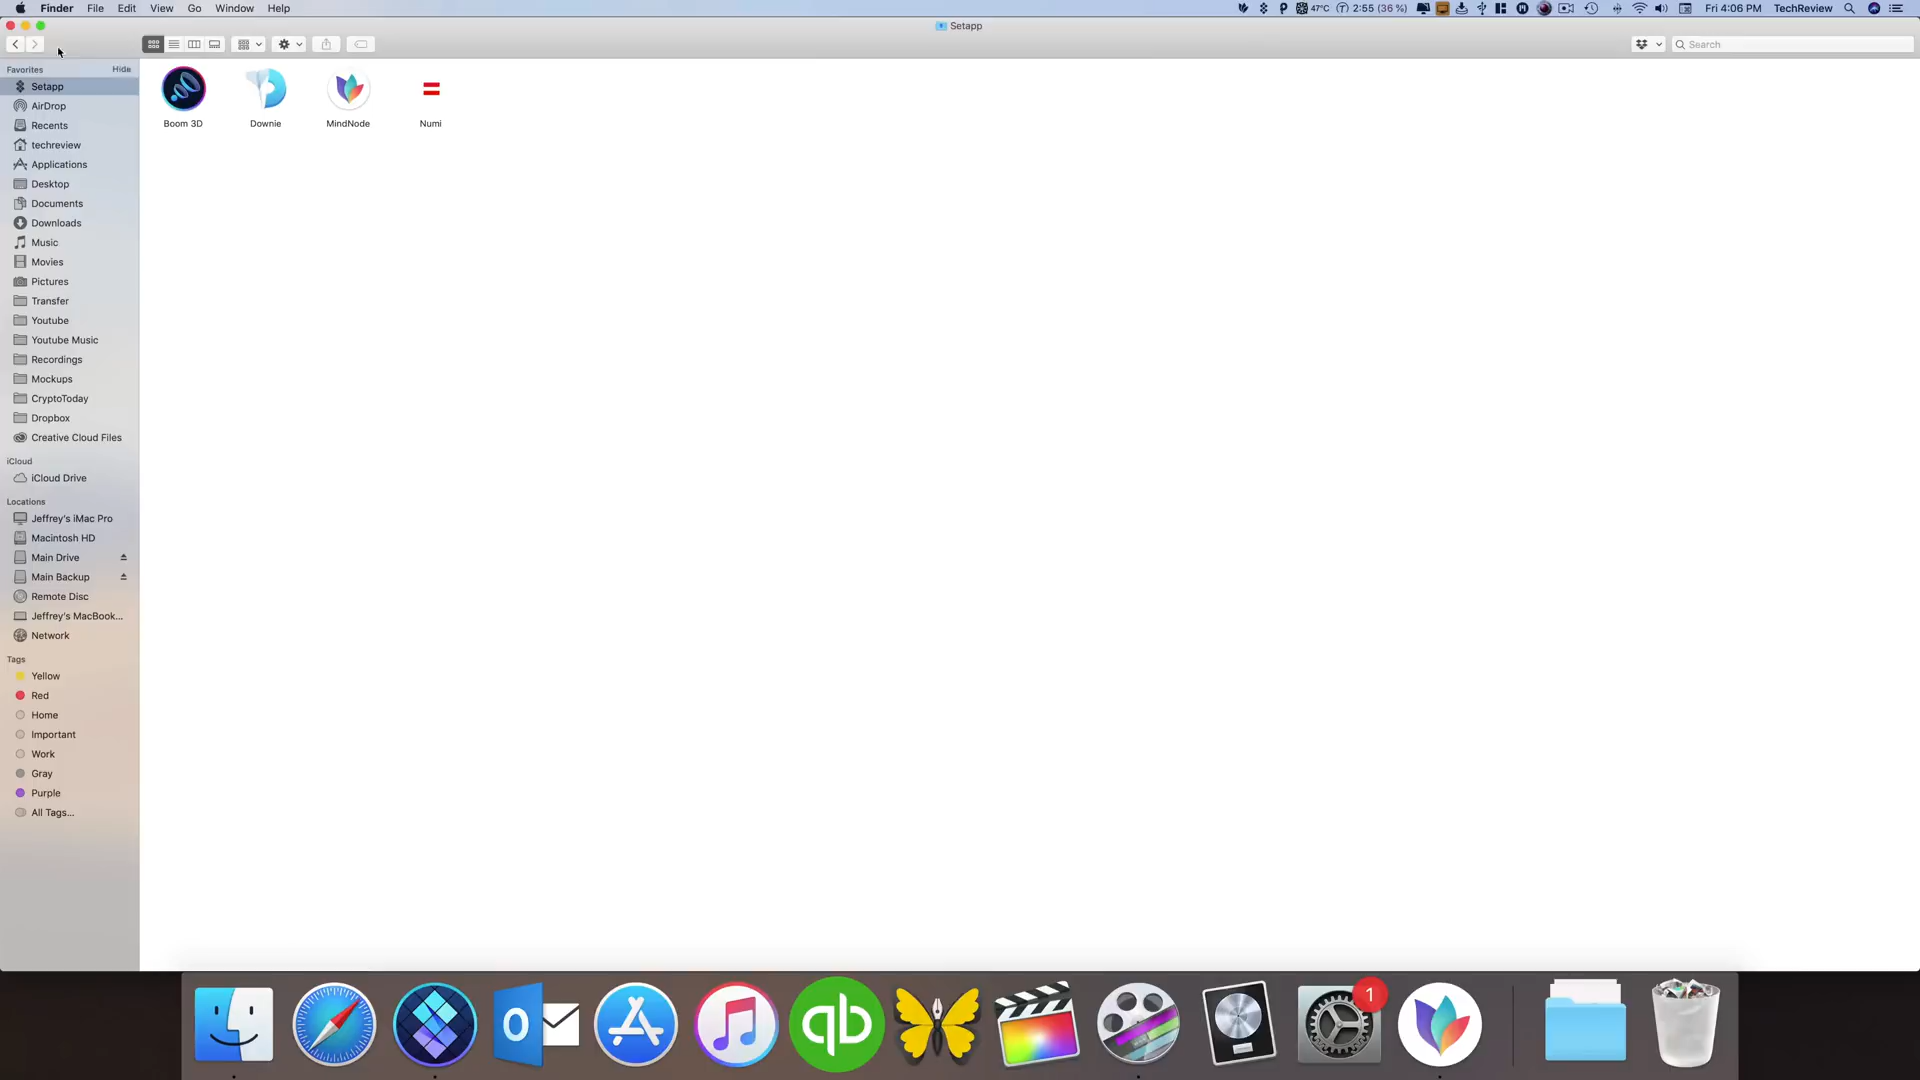 Finder File Edit View Go Window Help 47°C 2:55 (36 %) Fri 4:06 PM TechReview
Setapp
Search
Favorites Hide
Setapp
AirDrop
Recents
techreview
Applications
Desktop
Documents
Downloads
Music
Movies
Pictures
Transfer
Youtube
Youtube Music
Recordings
Mockups
CryptoToday
Dropbox
Creative Cloud Files
iCloud
iCloud Drive
Locations
Jeffrey's iMac Pro
Macintosh HD
Main Drive
Main Backup
Remote Disc
Jeffrey's MacBook...
Network
Tags
Yellow
Red
Home
Important
Work
Gray
Purple
All Tags...
Boom 3D Downie MindNode Numi
qb
1